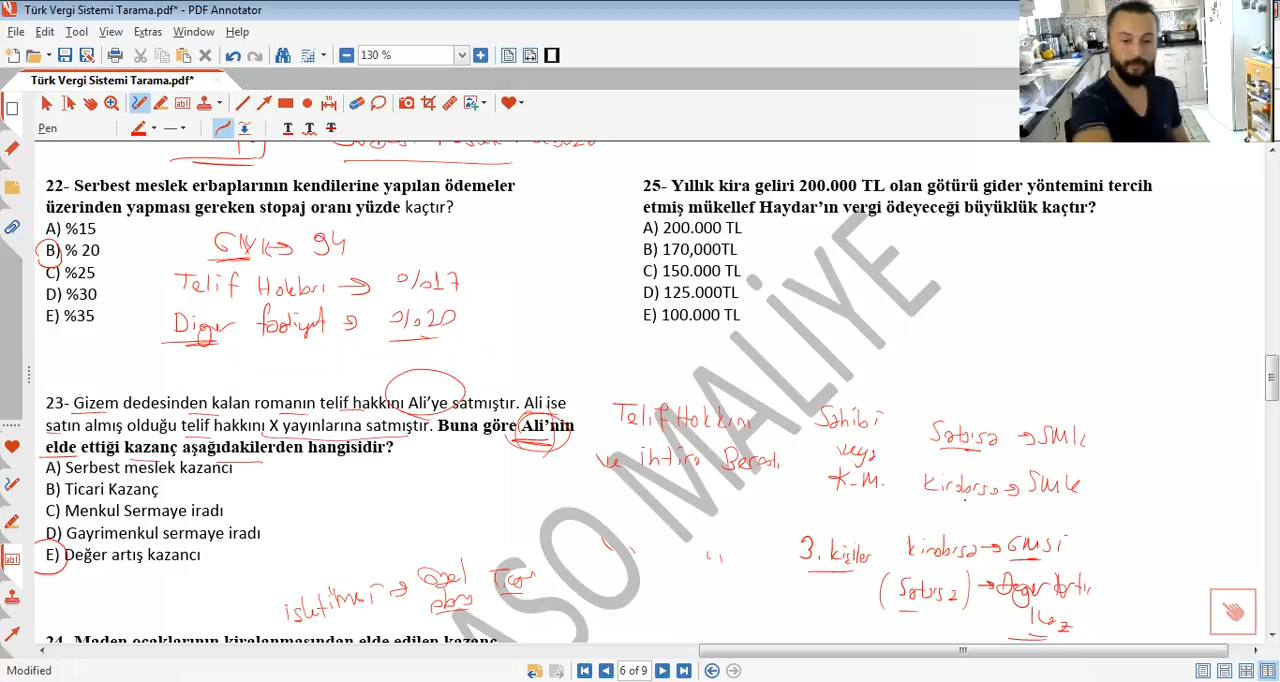 Türk Vergi Sistemi Tarama.pdf* - PDF Annotator
File Edit Tool View Extras Window Help
130 %
Türk Vergi Sistemi Tarama.pdf*
Pen
22- Serbest meslek erbaplarının kendilerine yapılan ödemeler
üzerinden yapması gereken stopaj oranı yüzde kaçtır?
A) %15
B) % 20
C) %25
D) %30
E) %35
GVK → 94
Telif Hakları → %17
Diğer faaliyet → %20
23- Gizem dedesinden kalan romanın telif hakkını Ali'ye satmıştır. Ali ise
satın almış olduğu telif hakkını X yayınlarına satmıştır. Buna göre Ali'nin
elde ettiği kazanç aşağıdakilerden hangisidir?
A) Serbest meslek kazancı
B) Ticari Kazanç
C) Menkul Sermaye iradı
D) Gayrimenkul sermaye iradı
E) Değer artış kazancı
işletilmesi → Özel
24- Maden ocaklarının kiralanmasından elde edilen kazanç
25- Yıllık kira geliri 200.000 TL olan götürü gider yöntemini tercih
etmiş mükellef Haydar'ın vergi ödeyeceği büyüklük kaçtır?
A) 200.000 TL
B) 170,000TL
C) 150.000 TL
D) 125.000TL
E) 100.000 TL
Telif Hakkını Sahibi Satarsa → SMK
ve ihtira Beratı veya
K.M. Kiralarsa → SMK
3. kişiler Kiralarsa → GMSİ
(Satarsa) → Değer Artış
Kaz
ASO MALİYE
Modified
6 of 9